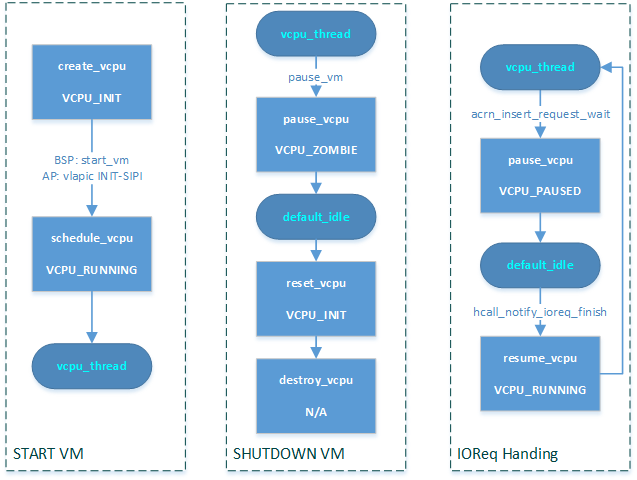 create_vcpu
VCPU_INIT
BSP: start_vm
AP: vlapic INIT-SIPI
schedule_vcpu
VCPU_RUNNING
vcpu_thread
START VM
vcpu_thread
pause_vm
pause_vcpu
VCPU_ZOMBIE
default_idle
reset_vcpu
VCPU_INIT
destroy_vcpu
N/A
SHUTDOWN VM
vcpu_thread
acrn_insert_request_wait
pause_vcpu
VCPU_PAUSED
default_idle
hcall_notify_ioreq_finish
resume_vcpu
VCPU_RUNNING
IOReq Handing